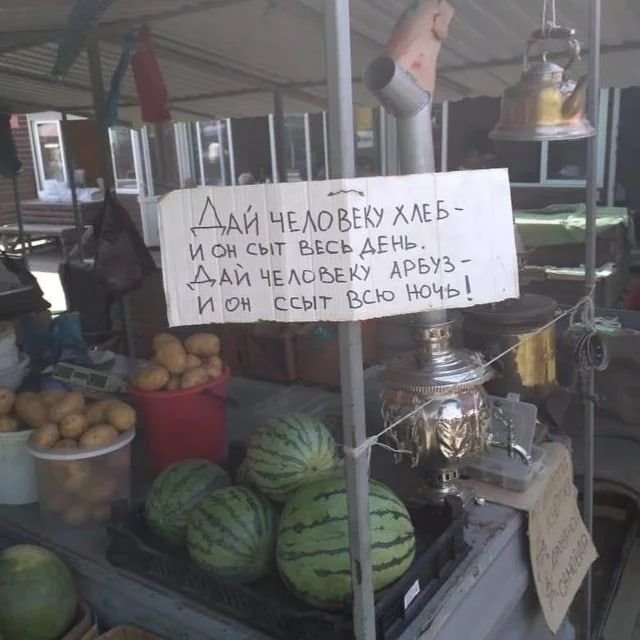 ДАЙ ЧЕЛОВЕКУ ХЛЕБ-
И ОН СЫТ ВЕСЬ ДЕНЬ.
ДАЙ ЧЕЛОВЕКУ АРБУЗ-
И ОН ССЫТ ВСЮ НОЧЬ!